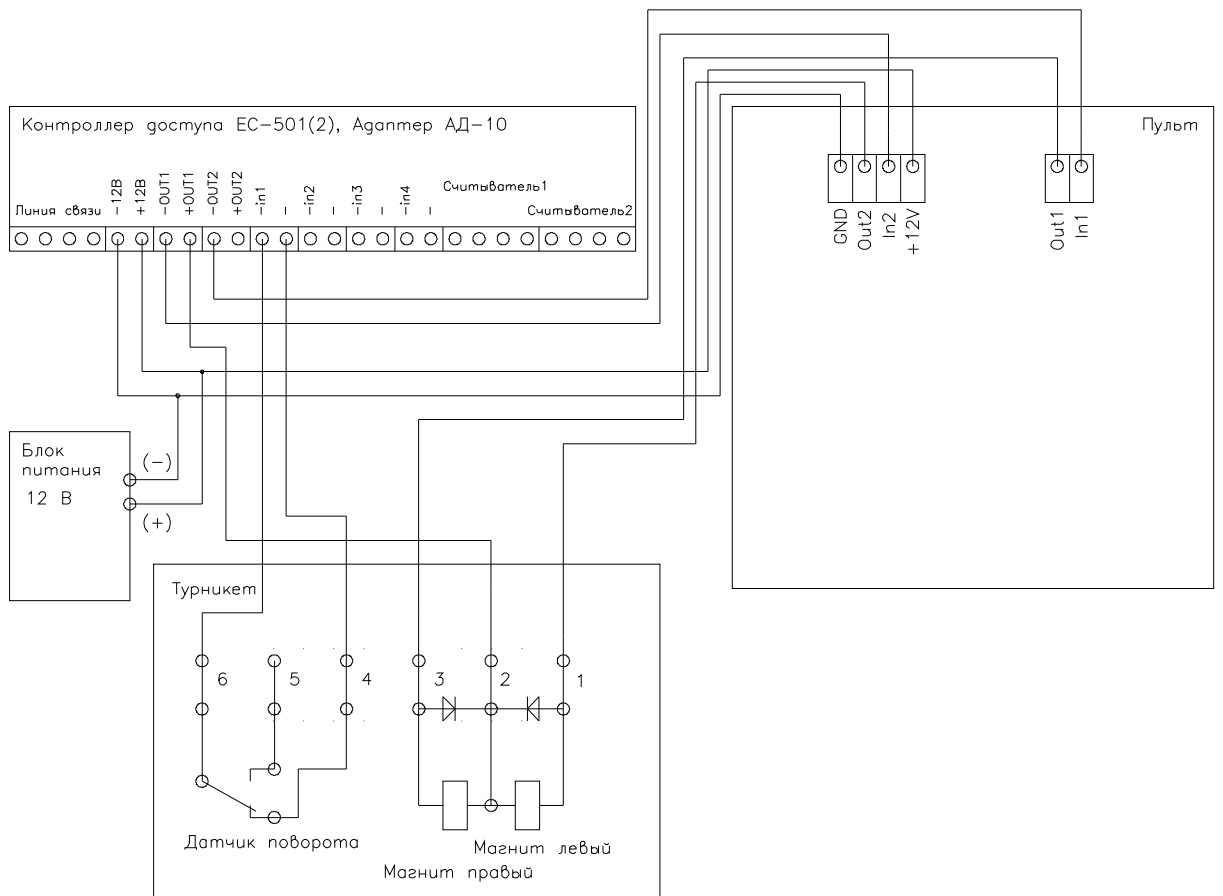 Контроллер доступа ЕС-501(2), Адаптер АД-10
Пульт
Линия связи
-12В
+12В
-OUT1
+OUT1
-OUT2
+OUT2
-in1
-
-in2
-
-in3
-
-in4
-
Считыватель1
Считыватель2
GND
Out2
In2
+12V
Out1
In1
Блок
питания
12 В
(-)
(+)
Турникет
6
5
4
3
2
1
Датчик поворота
Магнит левый
Магнит правый